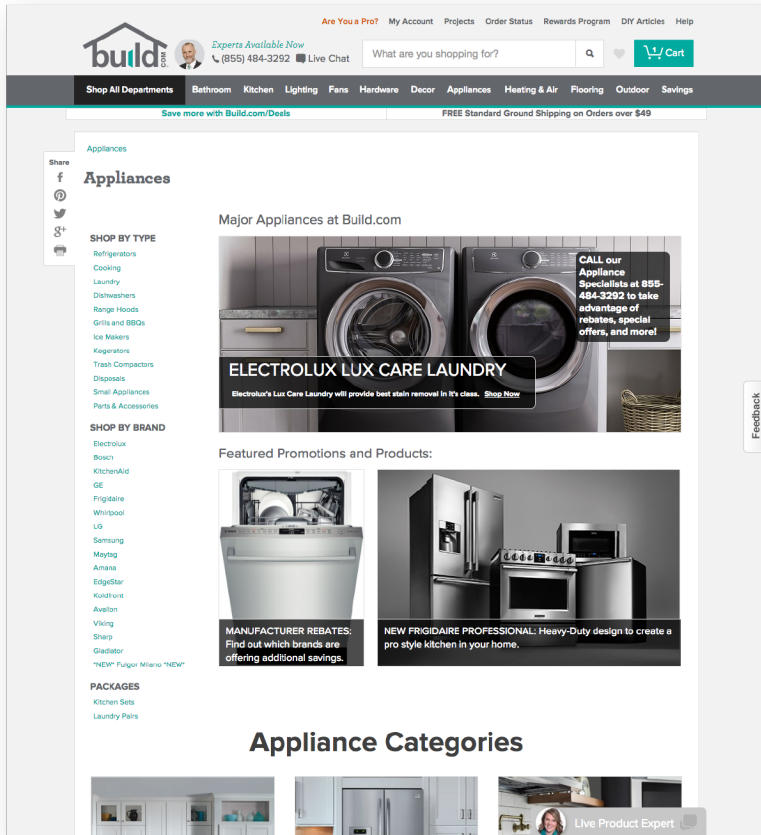 Are You a Pro? My Account Projects Order Status Rewards Program DIY Articles Help
build.com
Experts Available Now
(855) 484-3292 Live Chat
What are you shopping for?
1
Cart
Shop All Departments Bathroom Kitchen Lighting Fans Hardware Decor Appliances Heating & Air Flooring Outdoor Savings
Save more with Build.com/Deals
FREE Standard Ground Shipping on Orders over $49
Share
Appliances
Appliances
SHOP BY TYPE
Refrigerators
Cooking
Laundry
Dishwashers
Range Hoods
Grills and BBQs
Ice Makers
Kegerators
Trash Compactors
Disposals
Small Appliances
Parts & Accessories
SHOP BY BRAND
Electrolux
Bosch
KitchenAid
GE
Frigidaire
Whirlpool
LG
Samsung
Maytag
Amana
EdgeStar
Koldfront
Avallon
Viking
Sharp
Gladiator
*NEW* Fulgor Milano *NEW*
PACKAGES
Kitchen Sets
Laundry Pairs
Major Appliances at Build.com
CALL our
Appliance
Specialists at 855-
484-3292 to take
advantage of
rebates, special
offers, and more!
ELECTROLUX LUX CARE LAUNDRY
Electrolux's Lux Care Laundry will provide best stain removal in it's class. Shop Now
Featured Promotions and Products:
MANUFACTURER REBATES:
Find out which brands are
offering additional savings.
NEW FRIGIDAIRE PROFESSIONAL: Heavy-Duty design to create a
pro style kitchen in your home.
Appliance Categories
Feedback
Live Product Expert